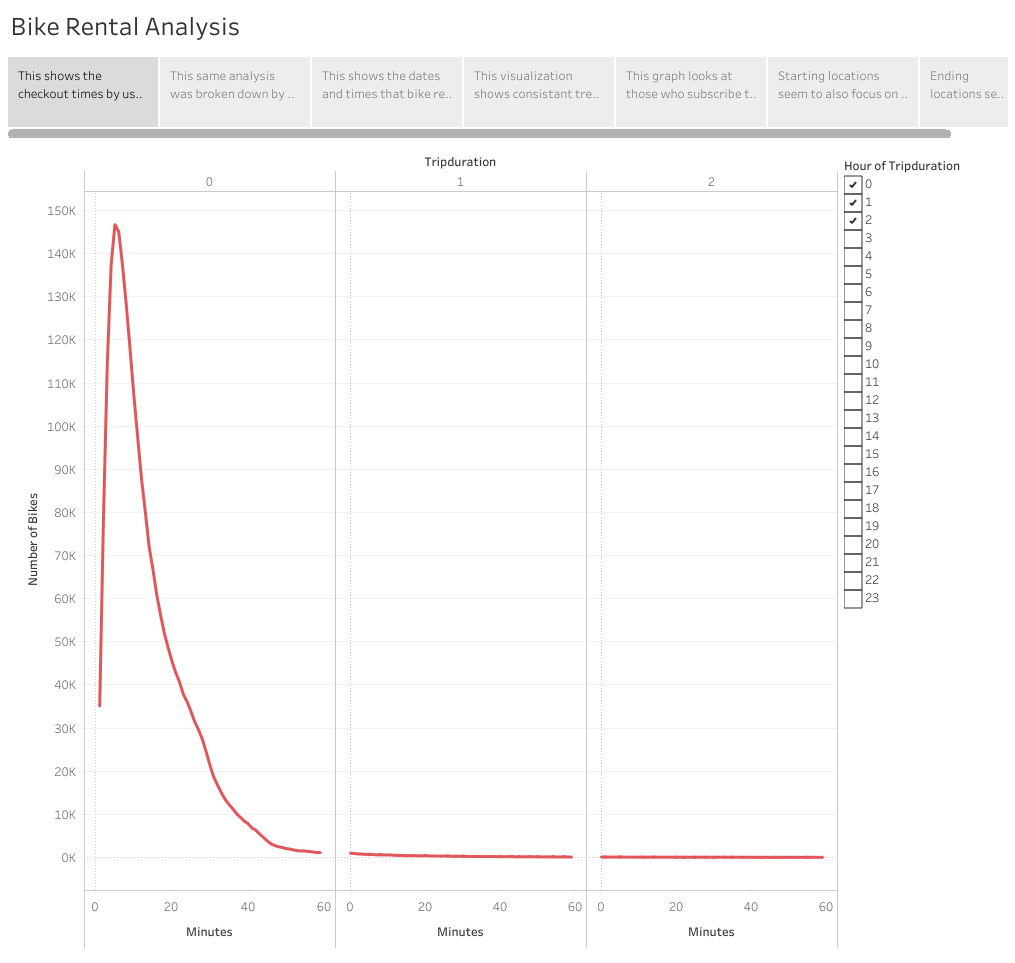 Bike Rental Analysis
This shows the
checkout times by us..
This same analysis
was broken down by ..
This shows the dates
and times that bike re..
This visualization
shows consistant tre..
This graph looks at
those who subscribe t..
Starting locations
seem to also focus on ..
Ending
locations se..
Tripduration
0 1 2
150K
140K
130K
120K
110K
100K
90K
80K
70K
60K
50K
40K
30K
20K
10K
0K
Number of Bikes
0 20 40 60 0 20 40 60 0 20 40 60
Minutes Minutes Minutes
Hour of Tripduration
0
1
2
3
4
5
6
7
8
9
10
11
12
13
14
15
16
17
18
19
20
21
22
23